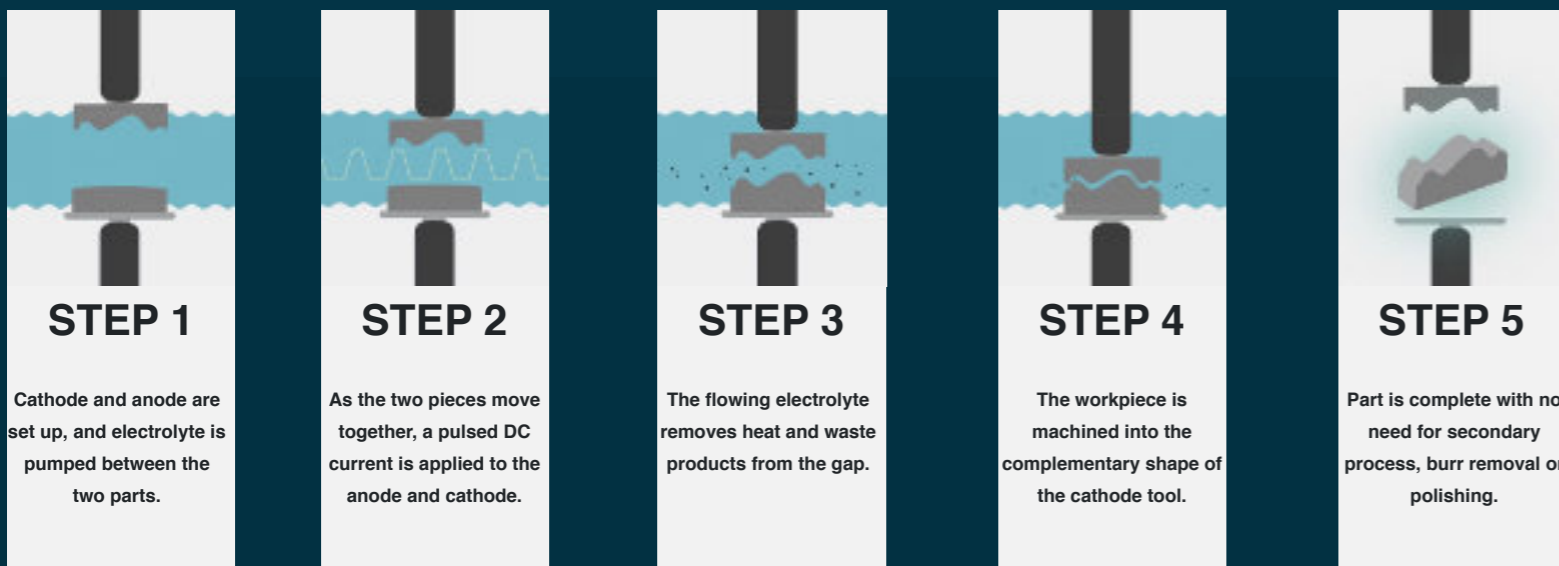 STEP 1
Cathode and anode are
set up, and electrolyte is
pumped between the
two parts.
STEP 2
As the two pieces move
together, a pulsed DC
current is applied to the
anode and cathode.
STEP 3
The flowing electrolyte
removes heat and waste
products from the gap.
STEP 4
The workpiece is
machined into the
complementary shape of
the cathode tool.
STEP 5
Part is complete with no
need for secondary
process, burr removal or
polishing.